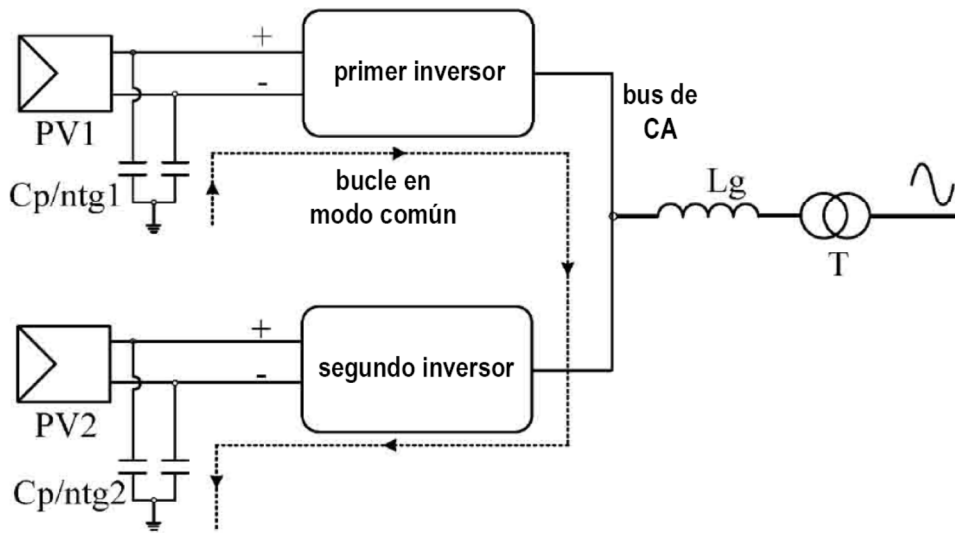 +
primer inversor
-
PV1
bus de
CA
Cp/ntg1
bucle en
modo común
Lg
T
+
segundo inversor
-
PV2
Cp/ntg2